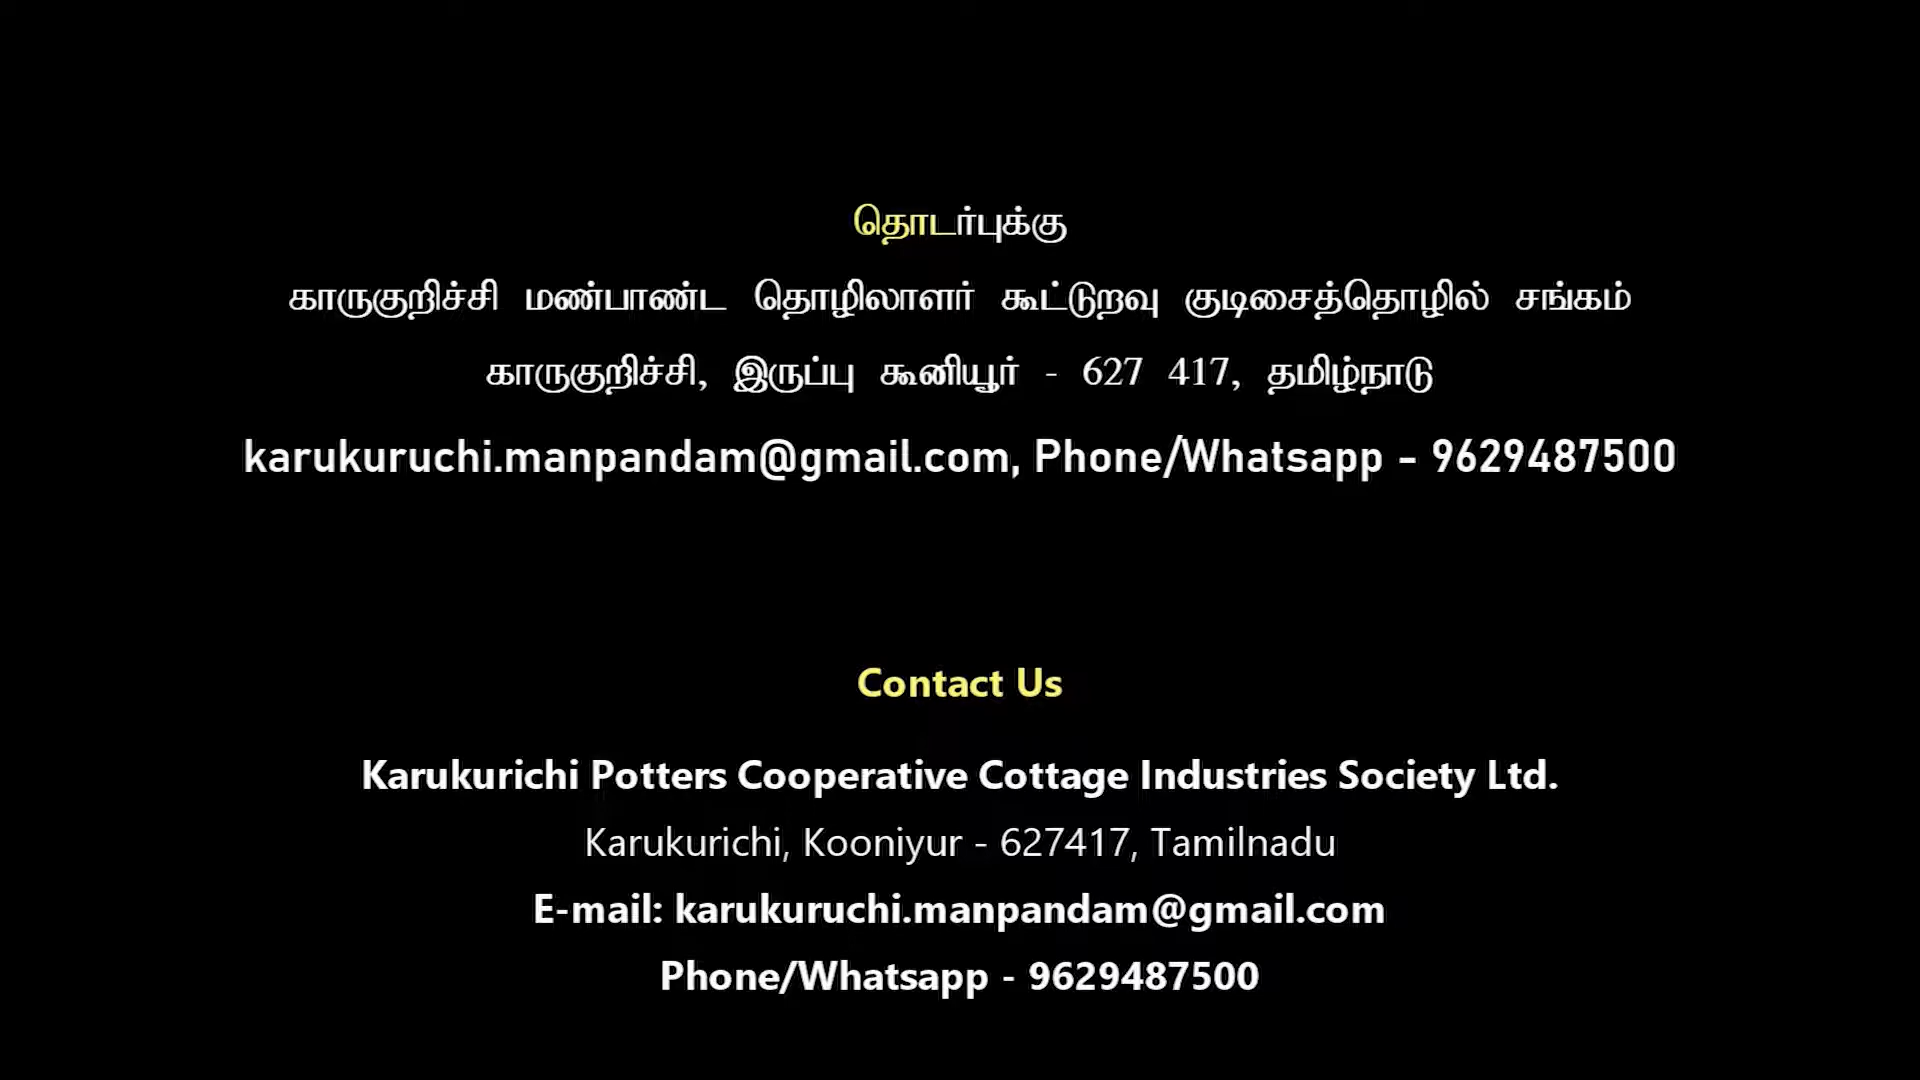 தொடர்புக்கு
காருகுறிச்சி மண்பாண்ட தொழிலாளர் கூட்டுறவு குடிசைத்தொழில் சங்கம்
காருகுறிச்சி, இருப்பு கூனியூர் - 627 417, தமிழ்நாடு
karukuruchi.manpandam@gmail.com, Phone/Whatsapp - 9629487500
Contact Us
Karukurichi Potters Cooperative Cottage Industries Society Ltd.
Karukurichi, Kooniyur - 627417, Tamilnadu
E-mail: karukuruchi.manpandam@gmail.com
Phone/Whatsapp - 9629487500